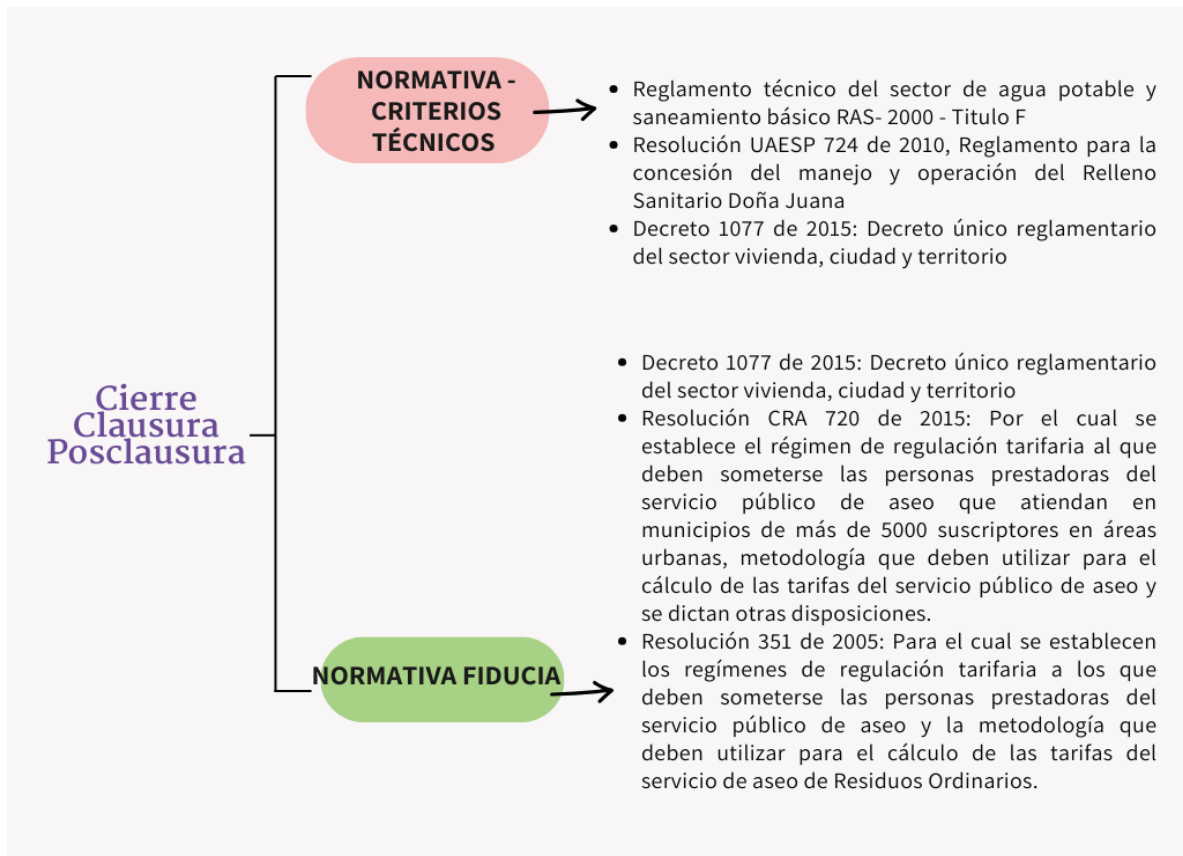 Cierre
Clausura
Posclausura
NORMATIVA -
CRITERIOS
TÉCNICOS
• Reglamento técnico del sector de agua potable y
saneamiento básico RAS- 2000 - Titulo F
• Resolución UAESP 724 de 2010, Reglamento para la
concesión del manejo y operación del Relleno
Sanitario Doña Juana
• Decreto 1077 de 2015: Decreto único reglamentario
del sector vivienda, ciudad y territorio
NORMATIVA FIDUCIA
• Decreto 1077 de 2015: Decreto único reglamentario
del sector vivienda, ciudad y territorio
• Resolución CRA 720 de 2015: Por el cual se
establece el régimen de regulación tarifaria al que
deben someterse las personas prestadoras del
servicio público de aseo que atiendan en
municipios de más de 5000 suscriptores en áreas
urbanas, metodología que deben utilizar para el
cálculo de las tarifas del servicio público de aseo y
se dictan otras disposiciones.
• Resolución 351 de 2005: Para el cual se establecen
los regímenes de regulación tarifaria a los que
deben someterse las personas prestadoras del
servicio público de aseo y la metodología que
deben utilizar para el cálculo de las tarifas del
servicio de aseo de Residuos Ordinarios.